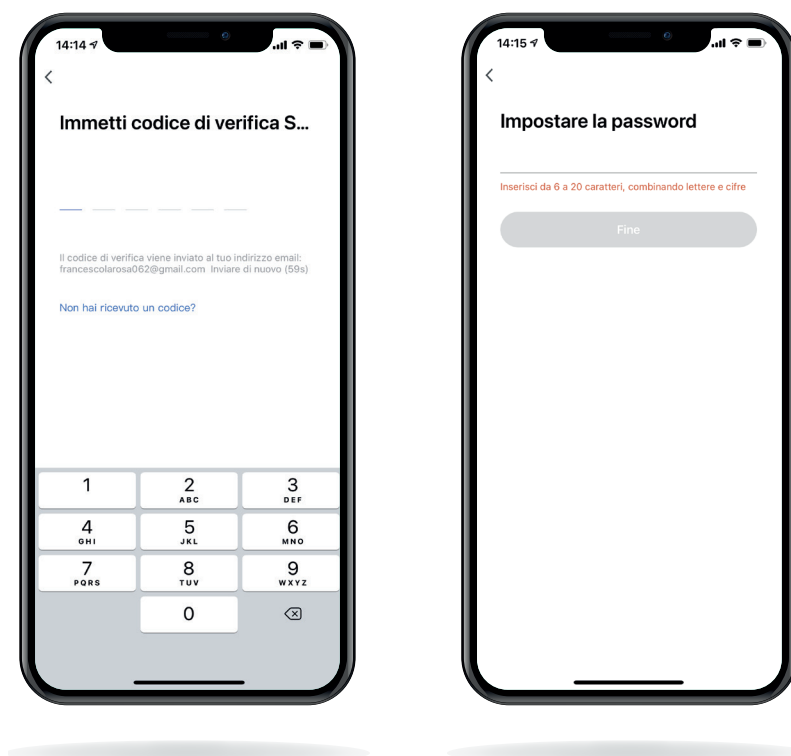 14:14
Immetti codice di verifica S...
Il codice di verifica viene inviato al tuo indirizzo email:
francescolarosa062@gmail.com Inviare di nuovo (59s)
Non hai ricevuto un codice?
1
2
ABC
3
DEF
4
GHI
5
JKL
6
MNO
7
PQRS
8
TUV
9
WXYZ
0
14:15
Impostare la password
Inserisci da 6 a 20 caratteri, combinando lettere e cifre
Fine